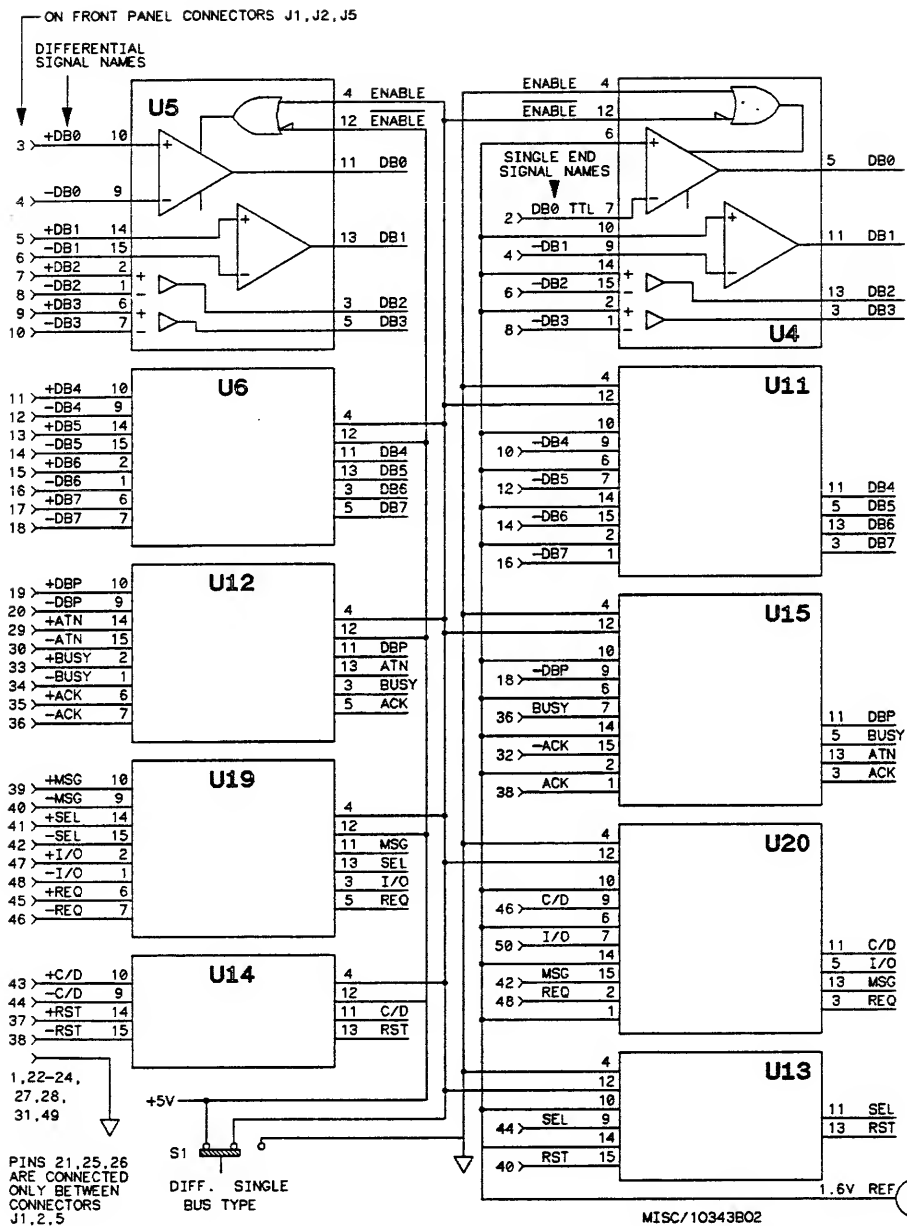 ON FRONT PANEL CONNECTORS J1,J2,J5
DIFFERENTIAL
SIGNAL NAMES
U5
4 ENABLE
12 ENABLE
3 +DB0 10
11 DB0
4 -DB0 9
5 +DB1 14
6 -DB1 15
13 DB1
7 +DB2 2
8 -DB2 1
3 DB2
9 +DB3 6
10 -DB3 7
5 DB3
+
-
+
-
+
-
+
-
U6
11 +DB4 10
12 -DB4 9
13 +DB5 14
14 -DB5 15
15 +DB6 2
16 -DB6 1
17 +DB7 6
18 -DB7 7
4
12
11 DB4
13 DB5
3 DB6
5 DB7
U12
19 +DBP 10
20 -DBP 9
29 +ATN 14
30 -ATN 15
33 +BUSY 2
34 -BUSY 1
35 +ACK 6
36 -ACK 7
4
12
11 DBP
13 ATN
3 BUSY
5 ACK
U19
39 +MSG 10
40 -MSG 9
41 +SEL 14
42 -SEL 15
47 +I/O 2
48 -I/O 1
45 +REQ 6
46 -REQ 7
4
12
11 MSG
13 SEL
3 I/O
5 REQ
U14
43 +C/D 10
44 -C/D 9
37 +RST 14
38 -RST 15
4
12
11 C/D
13 RST
1,22-24,
27,28,
31,49
PINS 21,25,26
ARE CONNECTED
ONLY BETWEEN
CONNECTORS
J1,2,5
+5V
S1
DIFF. SINGLE
BUS TYPE
ENABLE 4
ENABLE 12
6
SINGLE END
SIGNAL NAMES
2 DB0 TTL 7
10
4 -DB1 9
14
6 -DB2 15
2
8 -DB3 1
+
-
+
-
+
-
+
-
5 DB0
11 DB1
13 DB2
3 DB3
U4
U11
4
12
10
10 -DB4 9
6
12 -DB5 7
14
14 -DB6 15
2
16 -DB7 1
11 DB4
5 DB5
13 DB6
3 DB7
U15
4
12
10
18 -DBP 9
6
36 BUSY 7
14
32 -ACK 15
2
38 ACK 1
11 DBP
5 BUSY
13 ATN
3 ACK
U20
4
12
10
46 C/D 9
6
50 I/O 7
14
42 MSG 15
48 REQ 2
1
11 C/D
5 I/O
13 MSG
3 REQ
U13
4
12
10
44 SEL 9
14
40 RST 15
11 SEL
13 RST
1.6V REF
MISC/10343B02